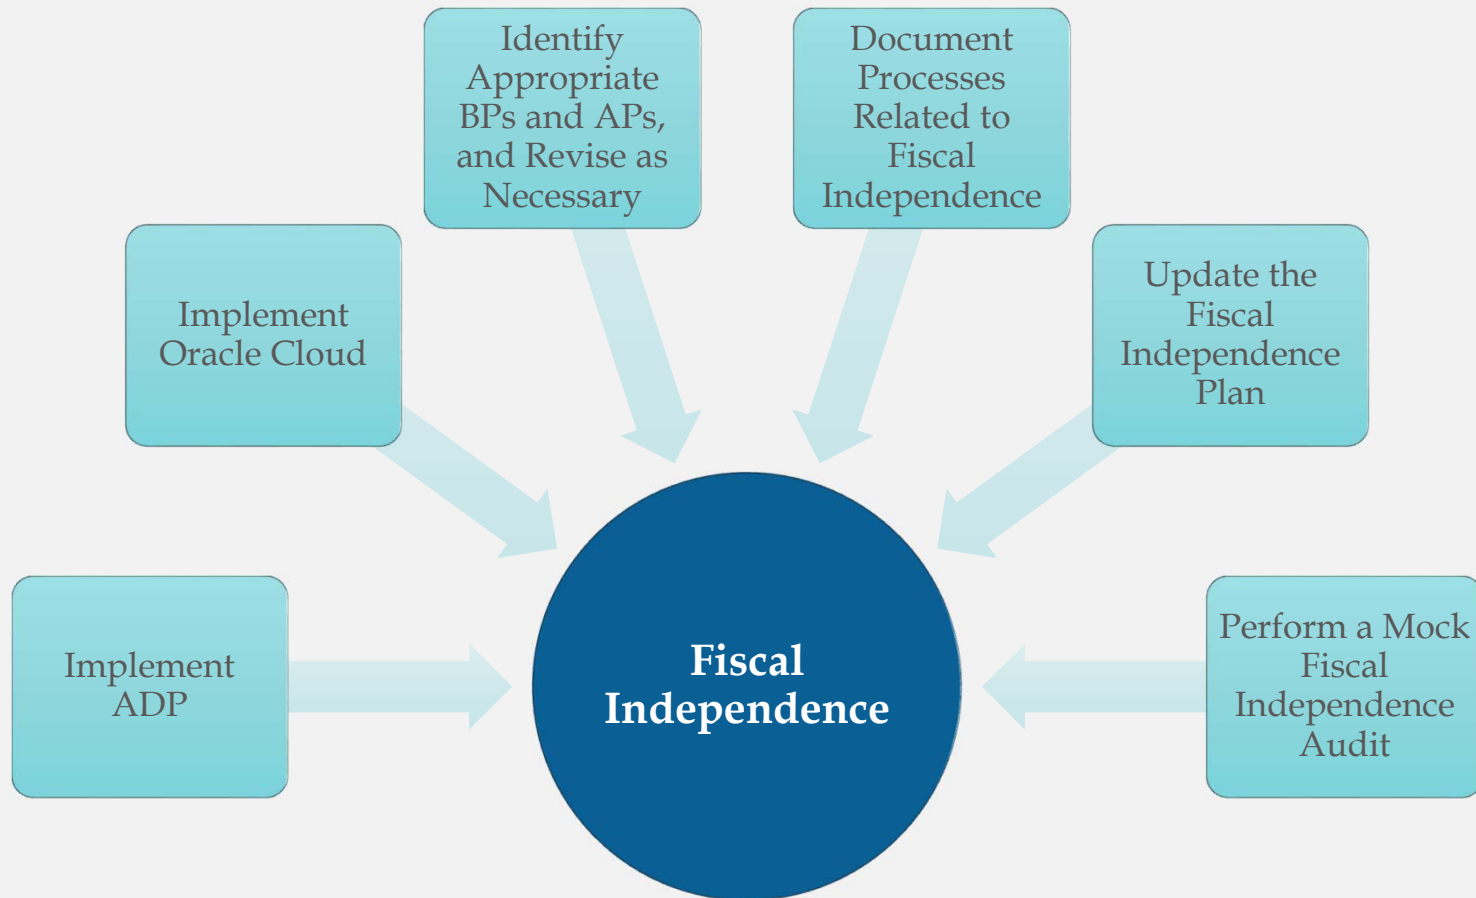 Identify
Appropriate
BPs and APs,
and Revise as
Necessary
Document
Processes
Related to
Fiscal
Independence
Implement
Oracle Cloud
Update the
Fiscal
Independence
Plan
Implement
ADP
Fiscal
Independence
Perform a Mock
Fiscal
Independence
Audit